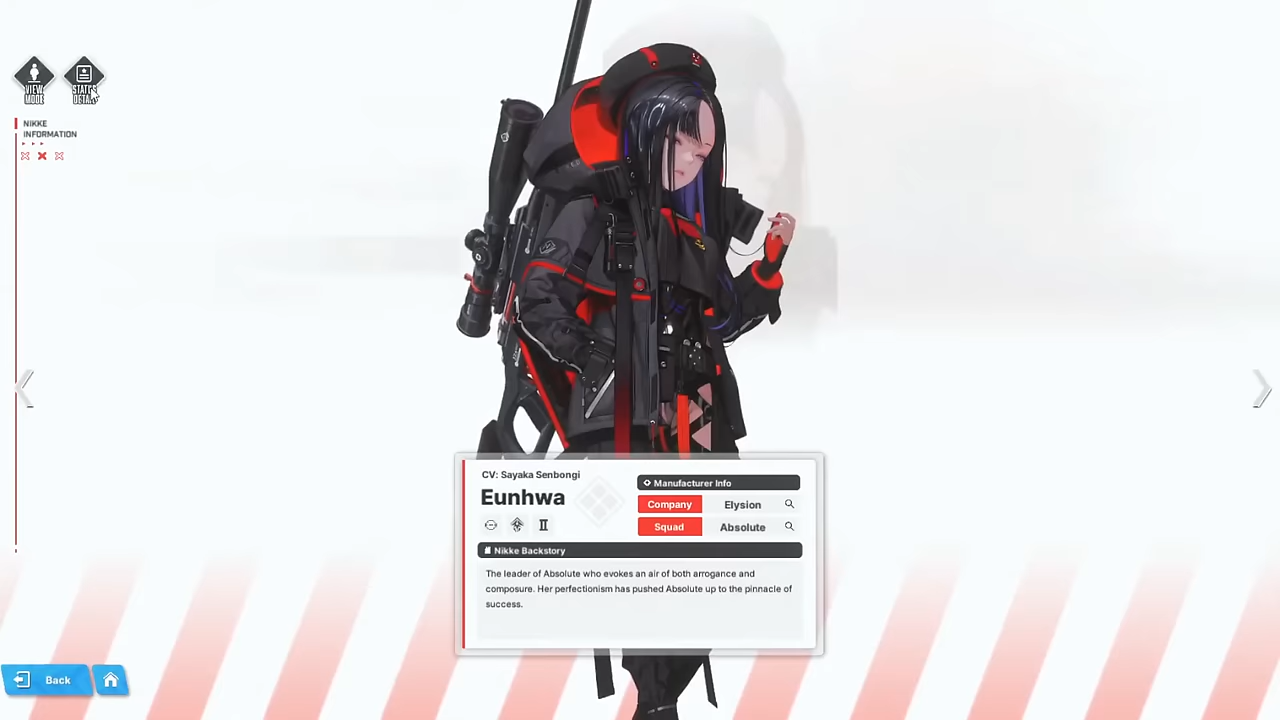 VIEW
MODE
NIKKE
INFORMATION
CV: Sayaka Senbongi
Eunhwa
II
Manufacturer Info
Company Elysion
Squad Absolute
Nikke Backstory
The leader of Absolute who evokes an air of both arrogance and
composure. Her perfectionism has pushed Absolute up to the pinnacle of
success.
Back